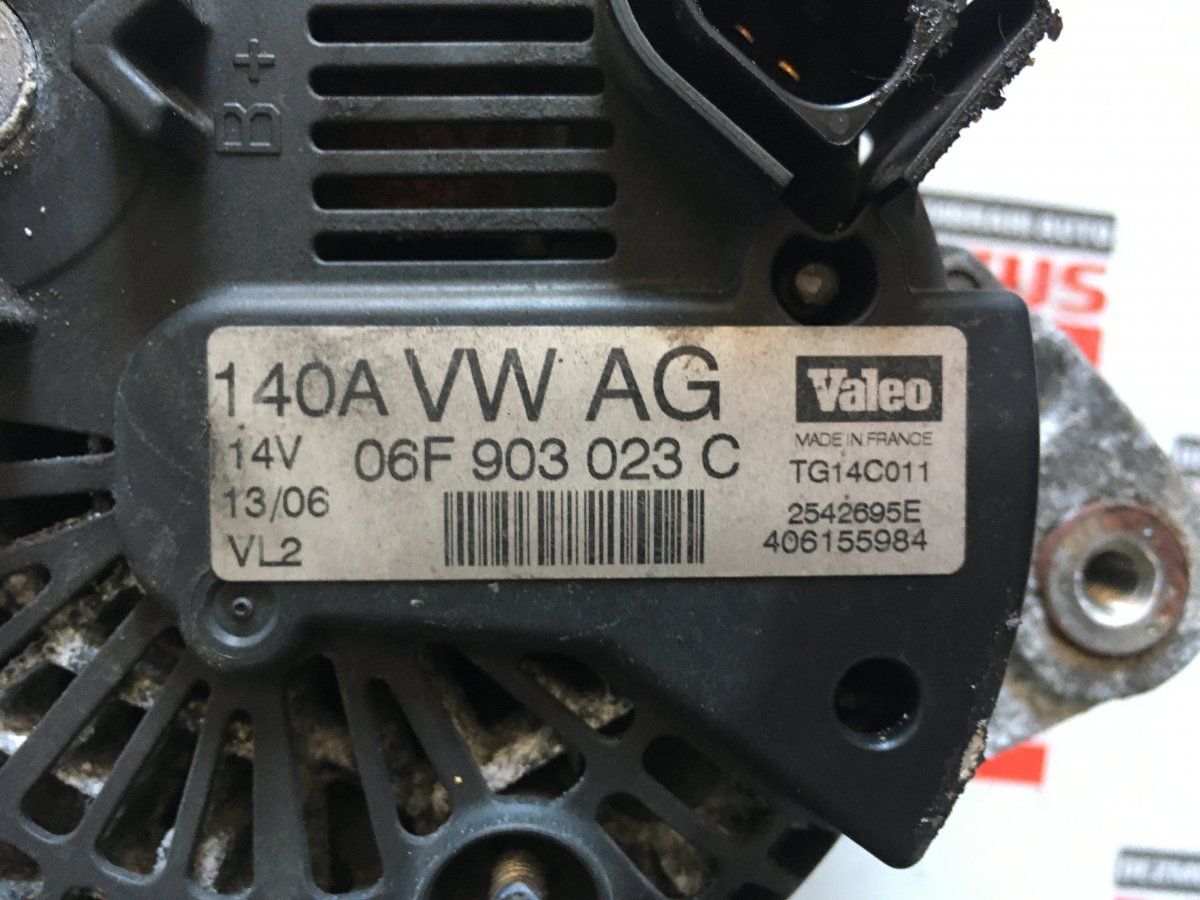 B+
140A VW AG
Valeo
MADE IN FRANCE
14V
06F 903 023 C
TG14C011
13/06
2542695E
VL2
406155984